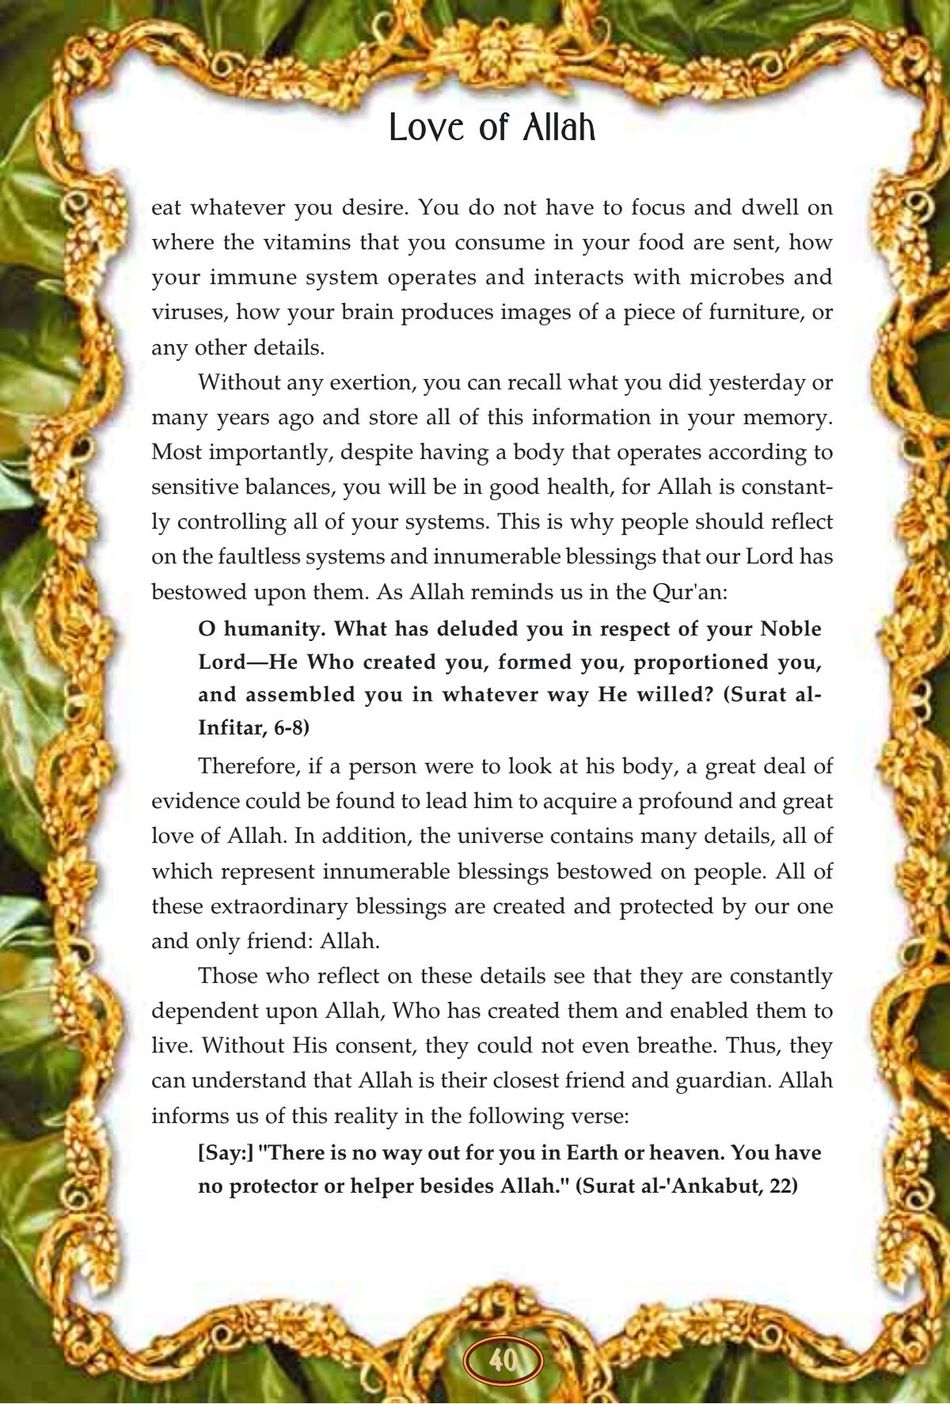 Love of Allah
eat whatever you desire. You do not have to focus and dwell on
where the vitamins that you consume in your food are sent, how
your immune system operates and interacts with microbes and
viruses, how your brain produces images of a piece of furniture, or
any other details.
Without any exertion, you can recall what you did yesterday or
many years ago and store all of this information in your memory.
Most importantly, despite having a body that operates according to
sensitive balances, you will be in good health, for Allah is constant-
ly controlling all of your systems. This is why people should reflect
on the faultless systems and innumerable blessings that our Lord has
bestowed upon them. As Allah reminds us in the Qur'an:
O humanity. What has deluded you in respect of your Noble
Lord—He Who created you, formed you, proportioned you,
and assembled you in whatever way He willed? (Surat al-
Infitar, 6-8)
Therefore, if a person were to look at his body, a great deal of
evidence could be found to lead him to acquire a profound and great
love of Allah. In addition, the universe contains many details, all of
which represent innumerable blessings bestowed on people. All of
these extraordinary blessings are created and protected by our one
and only friend: Allah.
Those who reflect on these details see that they are constantly
dependent upon Allah, Who has created them and enabled them to
live. Without His consent, they could not even breathe. Thus, they
can understand that Allah is their closest friend and guardian. Allah
informs us of this reality in the following verse:
[Say:] "There is no way out for you in Earth or heaven. You have
no protector or helper besides Allah." (Surat al-'Ankabut, 22)
40